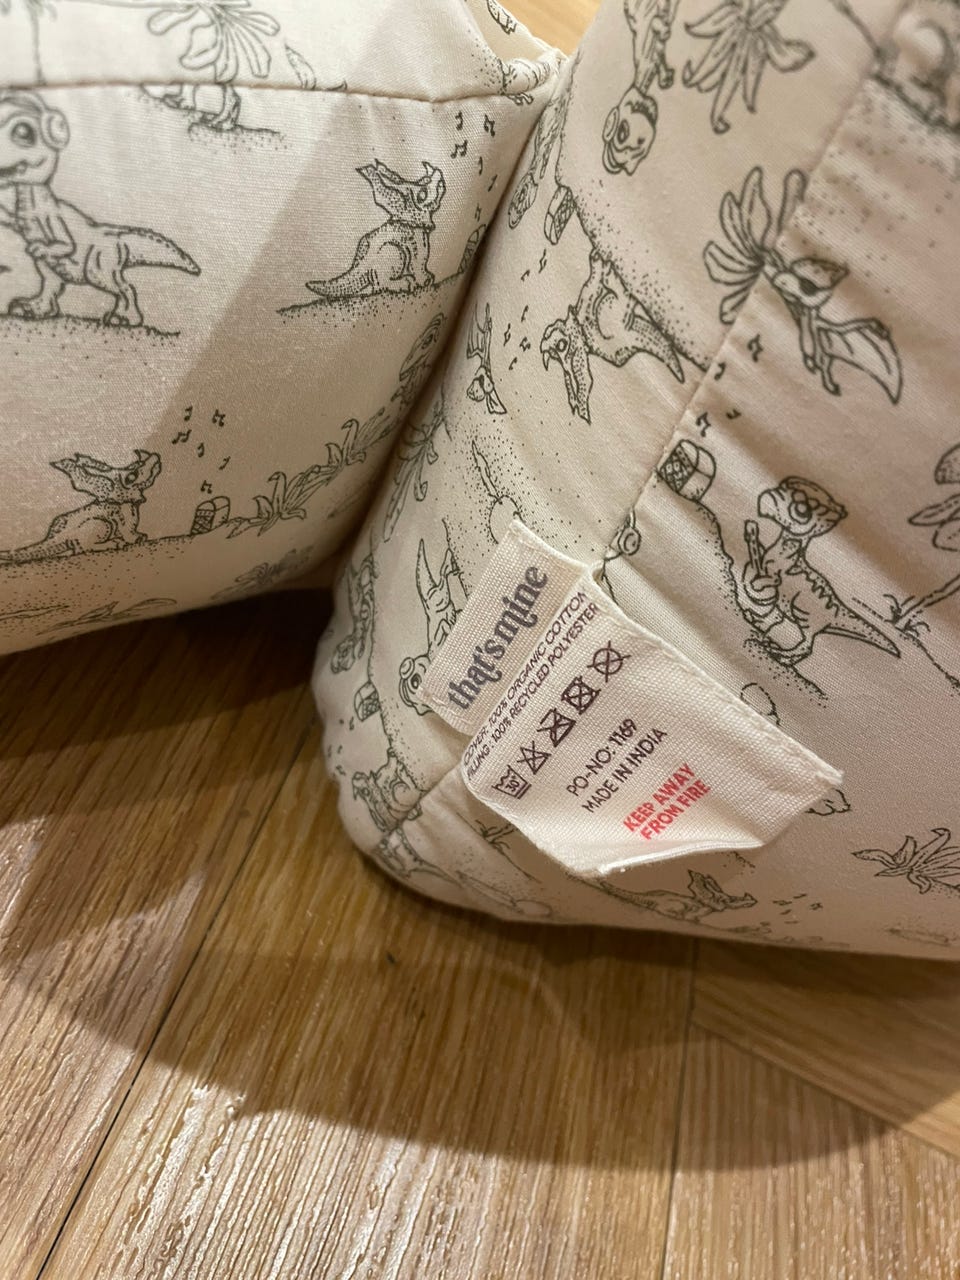 that's mine
COVER: 100% ORGANIC COTTON
FILLING: 100% RECYCLED POLYESTER
30°
PO-NO: 1169
MADE IN INDIA
KEEP AWAY
FROM FIRE